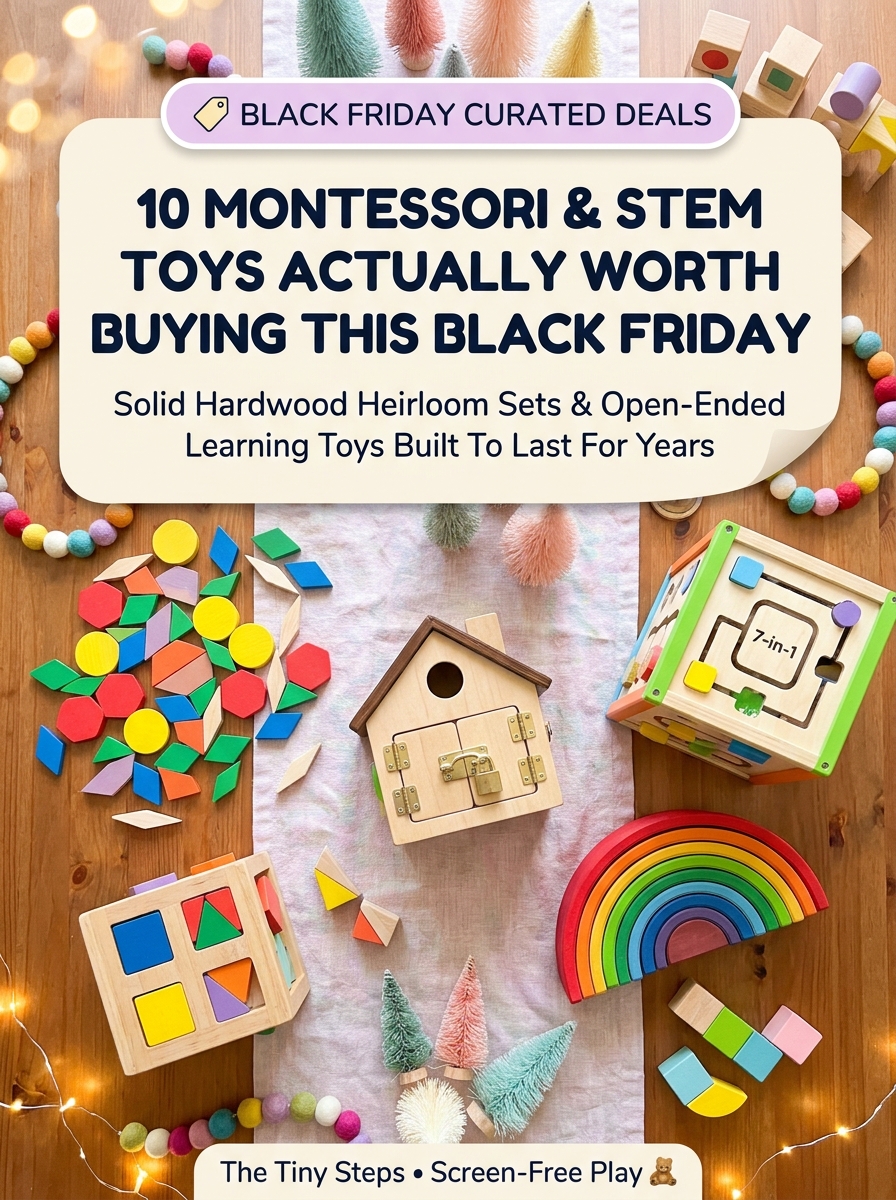 BLACK FRIDAY CURATED DEALS
10 MONTESSORI & STEM
TOYS ACTUALLY WORTH
BUYING THIS BLACK FRIDAY
Solid Hardwood Heirloom Sets & Open-Ended
Learning Toys Built To Last For Years
7-in-1
The Tiny Steps • Screen-Free Play 🧸